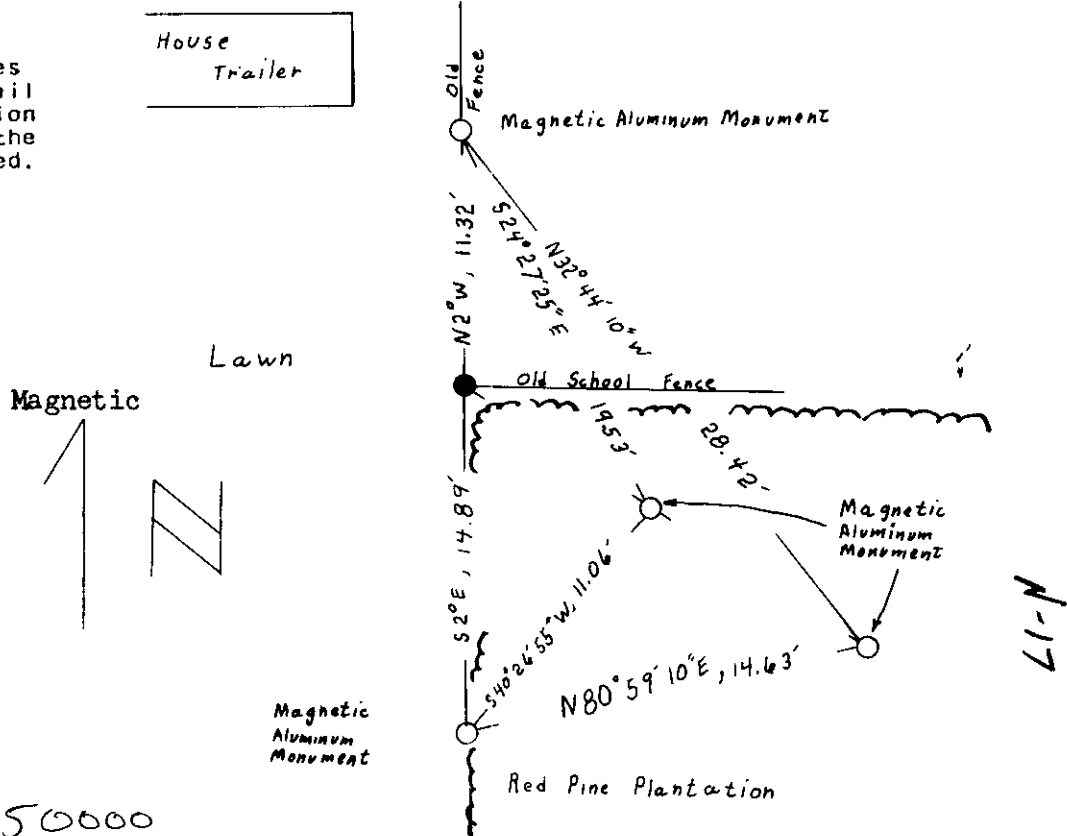 House
Trailer
es
il
ion
the
ed.
Old
Fence
Magnetic Aluminum Monument
N2°W, 11.32'
S24°27'25"E
N32°44'10"W
Lawn
Magnetic
N
Old School Fence
19.53'
28.42'
S2°E, 14.89'
S40°26'55"W, 11.06'
Magnetic
Aluminum
Monument
N80°59'10"E, 14.63'
Magnetic
Aluminum
Monument
Red Pine Plantation
N-17
50000